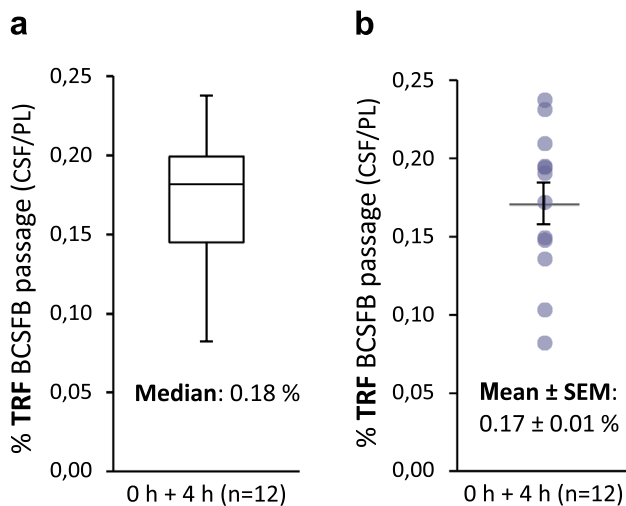 a
% TRF BCSFB passage (CSF/PL)
0,25
0,20
0,15
0,10
0,05
0,00
Median: 0.18 %
0 h + 4 h (n=12)
b
% TRF BCSFB passage (CSF/PL)
0,25
0,20
0,15
0,10
0,05
0,00
Mean ± SEM:
0.17 ± 0.01 %
0 h + 4 h (n=12)